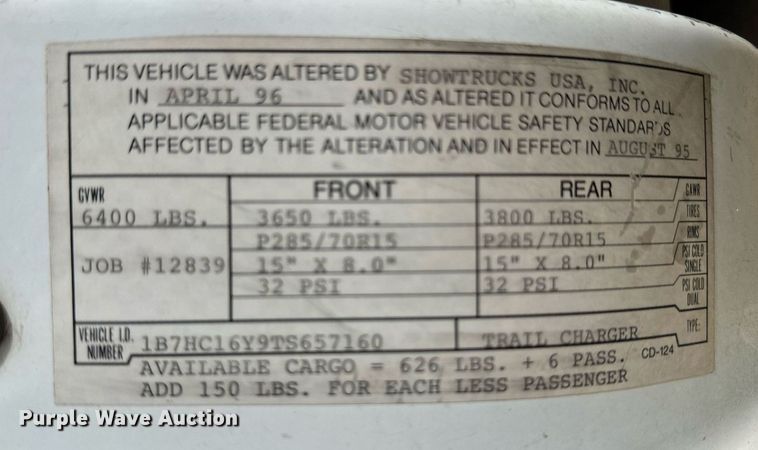 THIS VEHICLE WAS ALTERED BY SHOWTRUCKS USA, INC.
IN APRIL 96 AND AS ALTERED IT CONFORMS TO ALL
APPLICABLE FEDERAL MOTOR VEHICLE SAFETY STANDARDS
AFFECTED BY THE ALTERATION AND IN EFFECT IN AUGUST 95
GVWR FRONT REAR GAWR
6400 LBS. 3650 LBS. 3800 LBS. TIRES
P285/70R15 P285/70R15 RIMS
JOB #12839 15" X 8.0" 15" X 8.0" PSI COLD SINGLE
32 PSI 32 PSI PSI COLD DUAL
VEHICLE I.D. NUMBER 1B7HC16Y9TS657160 TRAIL CHARGER TYPE:
AVAILABLE CARGO = 626 LBS. + 6 PASS. CD-124
ADD 150 LBS. FOR EACH LESS PASSENGER
Purple Wave Auction